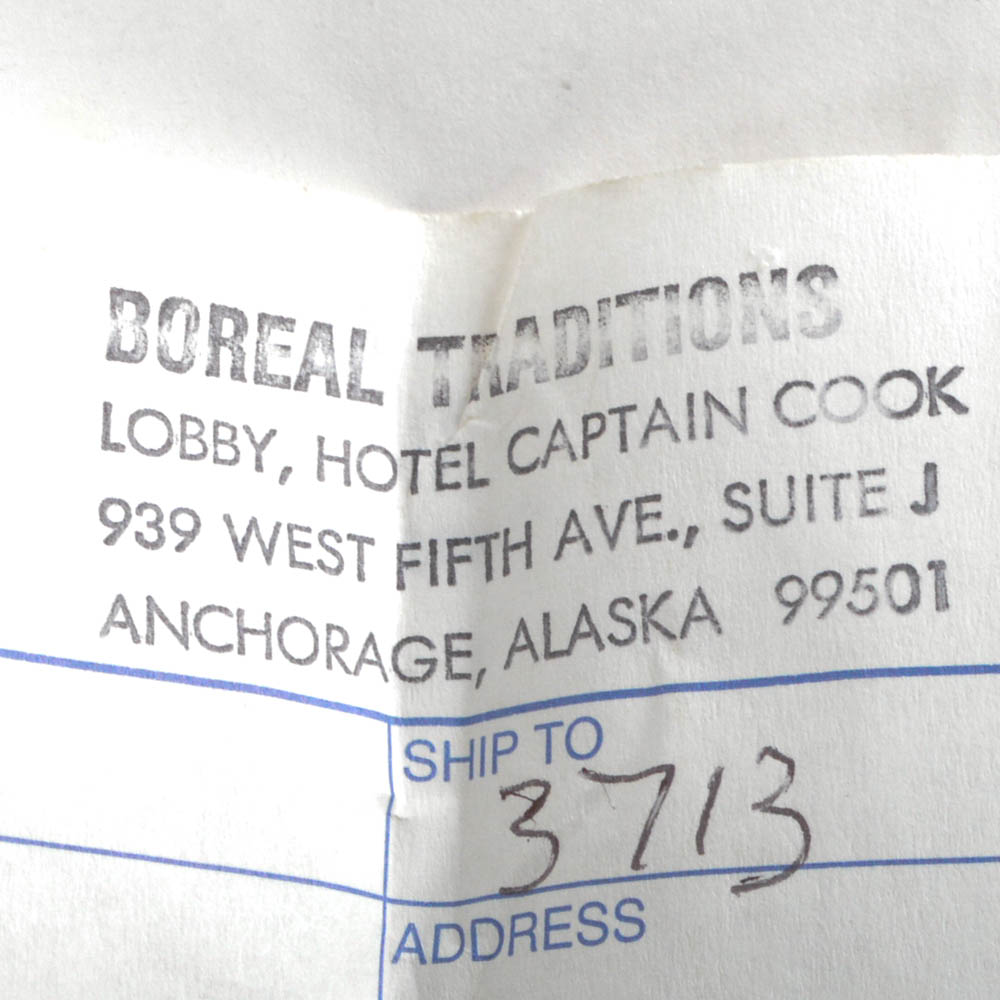 BOREAL TRADITIONS
LOBBY, HOTEL CAPTAIN COOK
939 WEST FIFTH AVE., SUITE J
ANCHORAGE, ALASKA 99501
SHIP TO
3713
ADDRESS